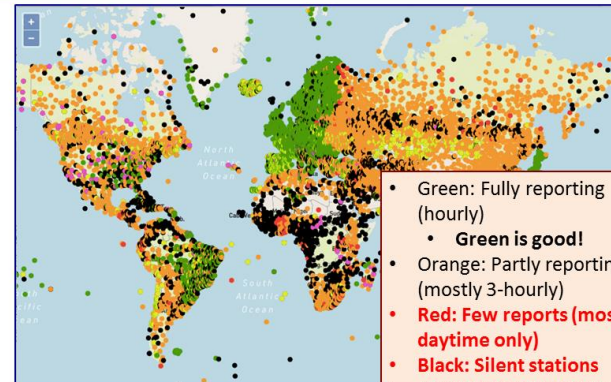 +
−
North
Atlantic
Ocean
South
Atlantic
Ocean
• Green: Fully reporting
(hourly)
• Green is good!
• Orange: Partly reporting
(mostly 3-hourly)
• Red: Few reports (mos
daytime only)
• Black: Silent stations